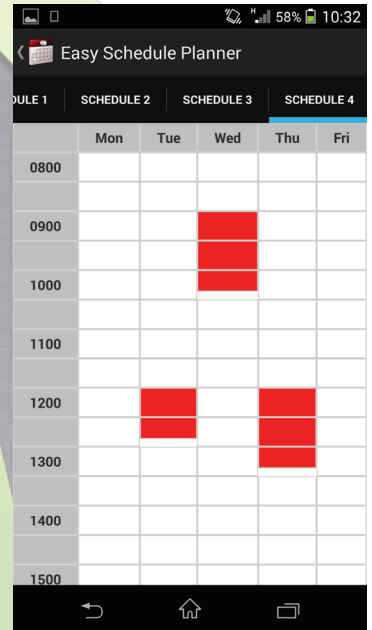 H 58% 10:32
Easy Schedule Planner
DULE 1 SCHEDULE 2 SCHEDULE 3 SCHEDULE 4
Mon Tue Wed Thu Fri
0800
0900
1000
1100
1200
1300
1400
1500